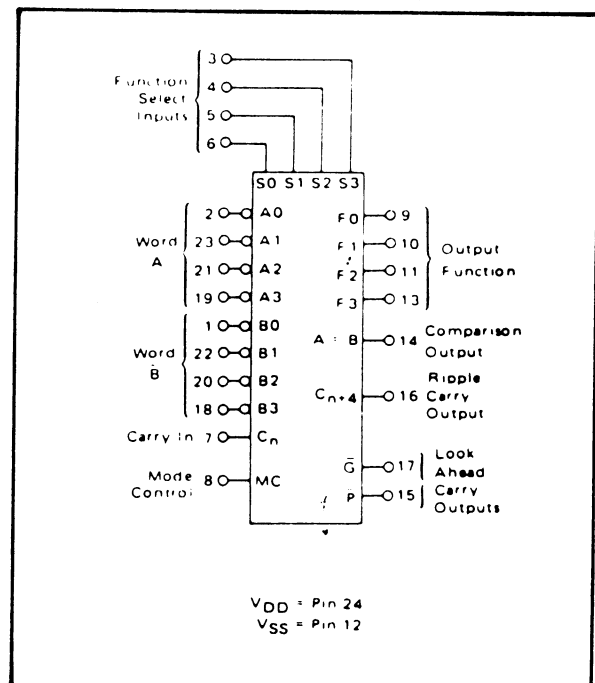 Function
Select
Inputs
3
4
5
6
S0 S1 S2 S3
Word
A
2 A0
23 A1
21 A2
19 A3
Word
B
1 B0
22 B1
20 B2
18 B3
Carry In 7 Cn
Mode
Control
8 MC
F0 9
F1 10
F2 11
F3 13
Output
Function
A = B 14 Comparison
Output
Cn+4 16 Ripple
Carry
Output
G̅ 17
P̅ 15
Look
Ahead
Carry
Outputs
VDD = Pin 24
VSS = Pin 12